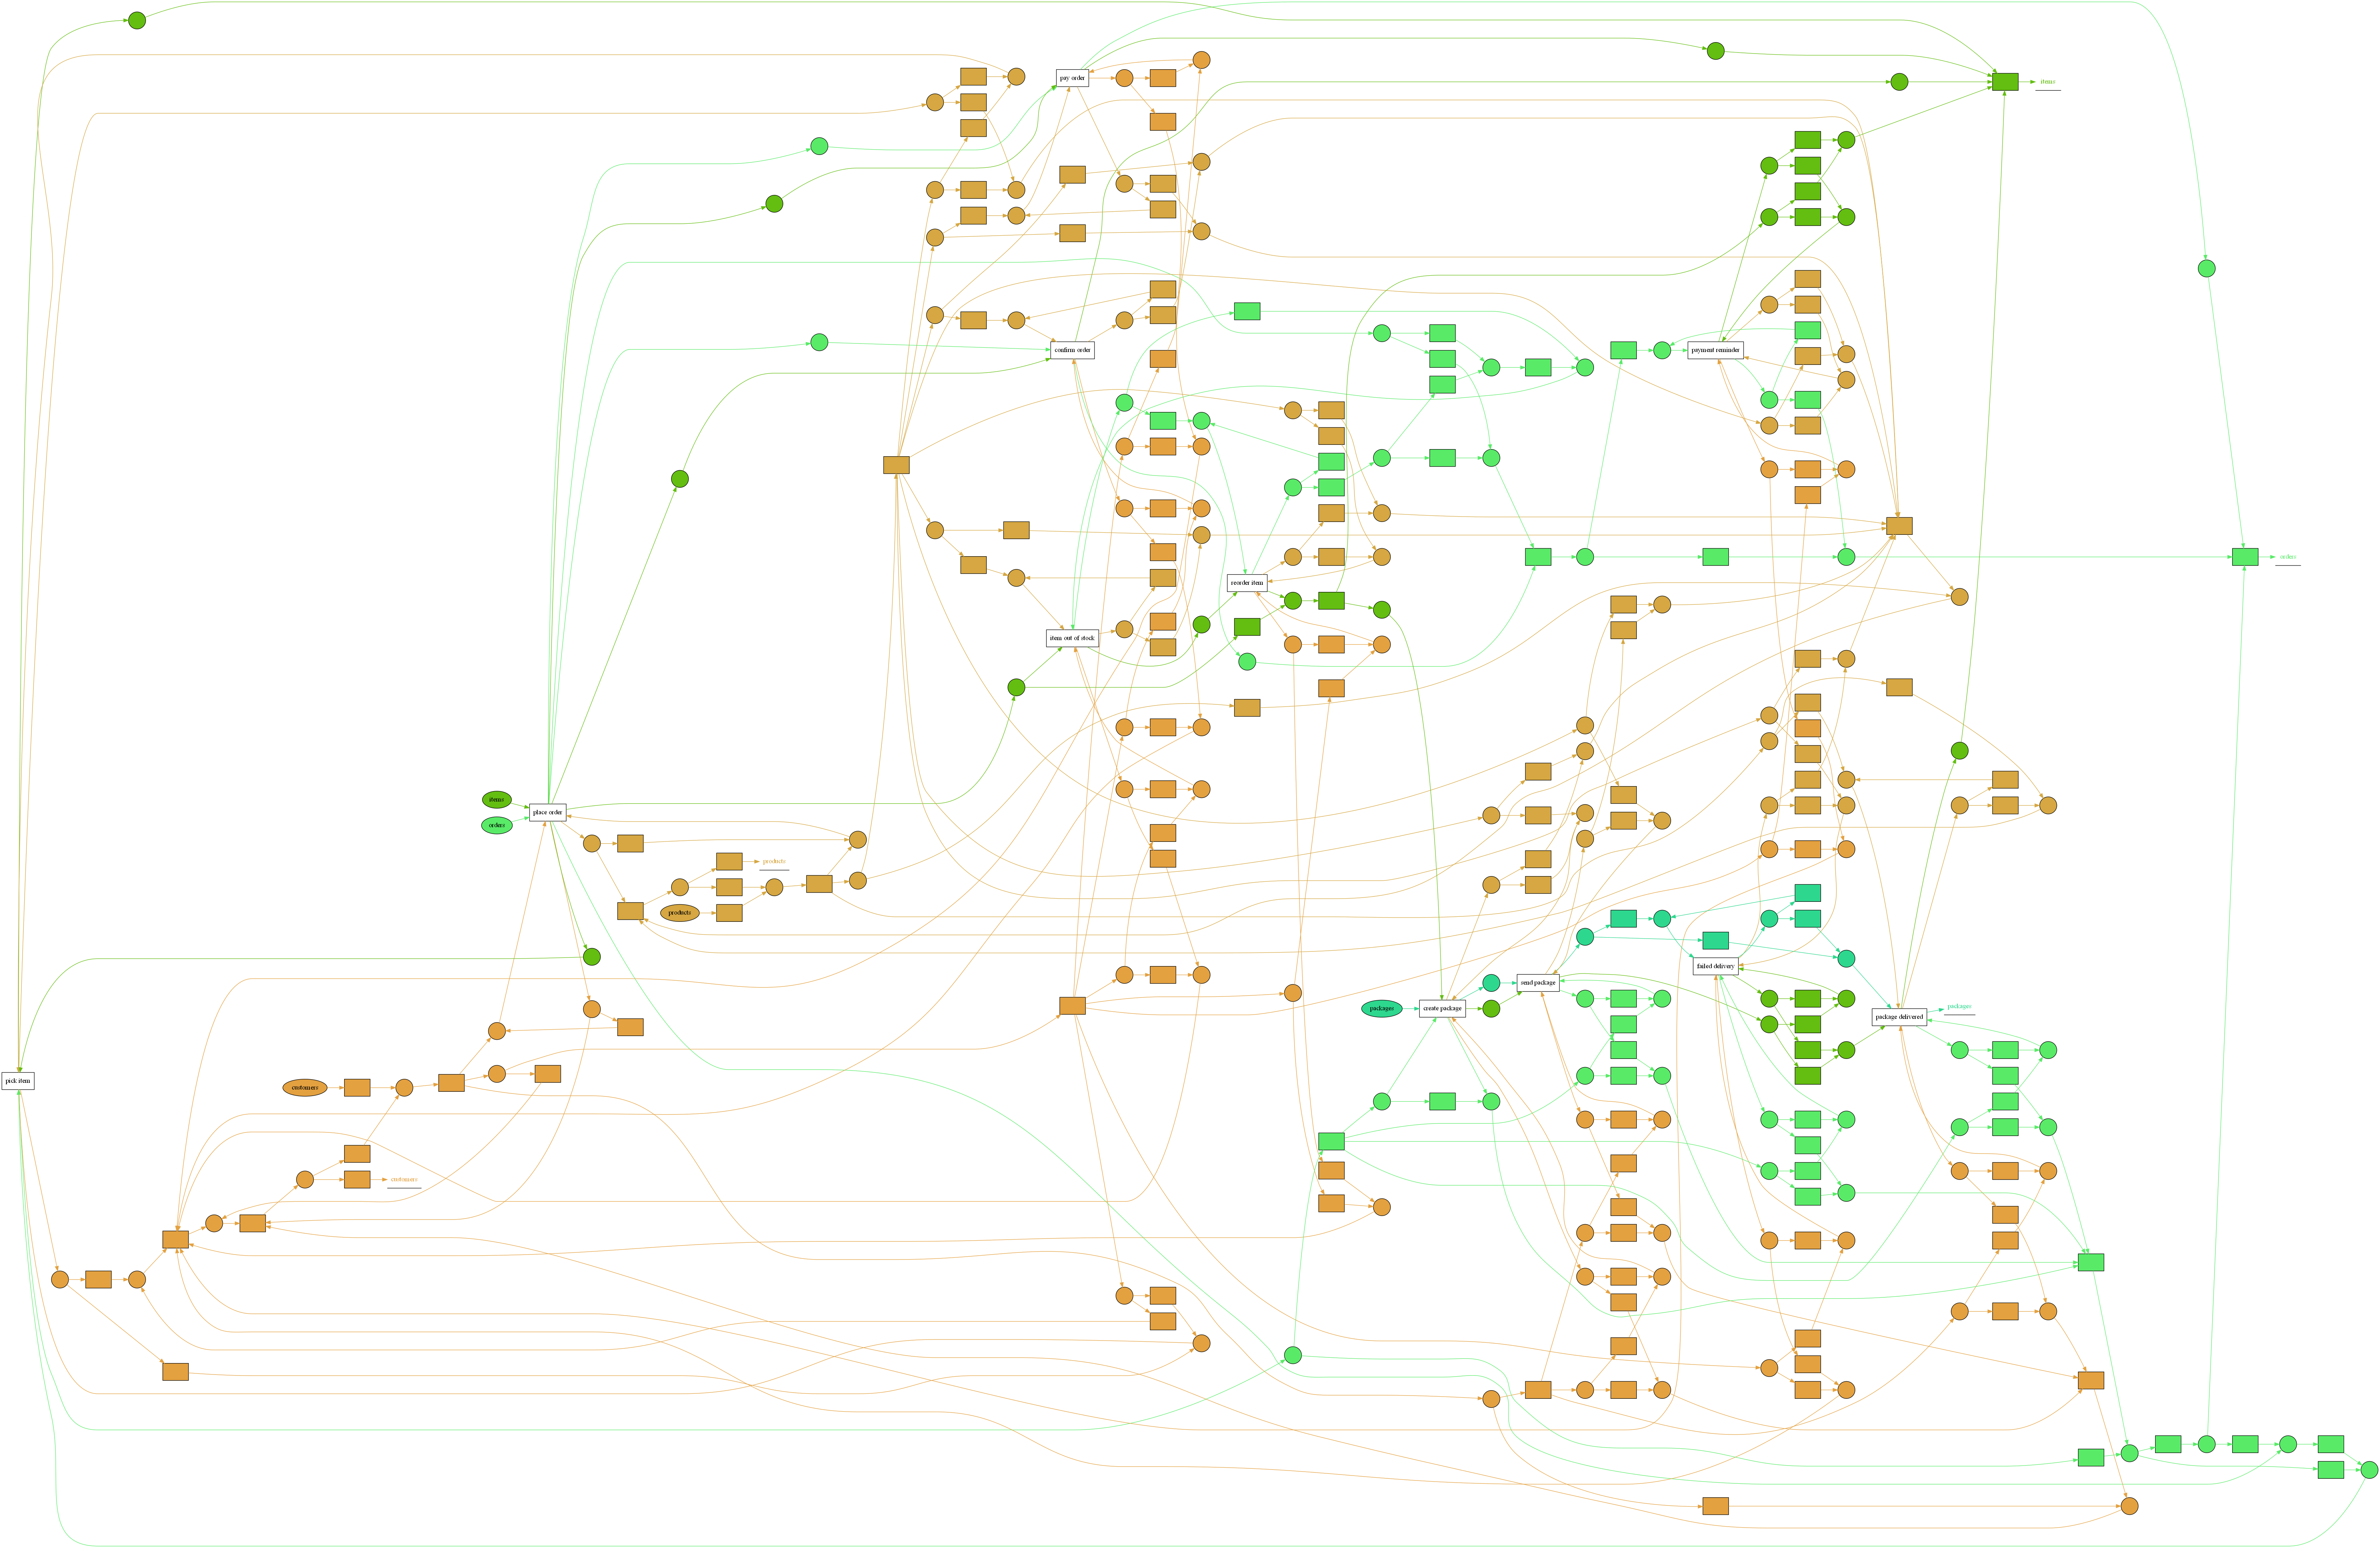 pay order
items
confirm order
payment reminder
orders
reorder item
item out of stock
items
place order
orders
products
products
failed delivery
send package
packages
create package
packages
package delivered
pick item
customers
customers